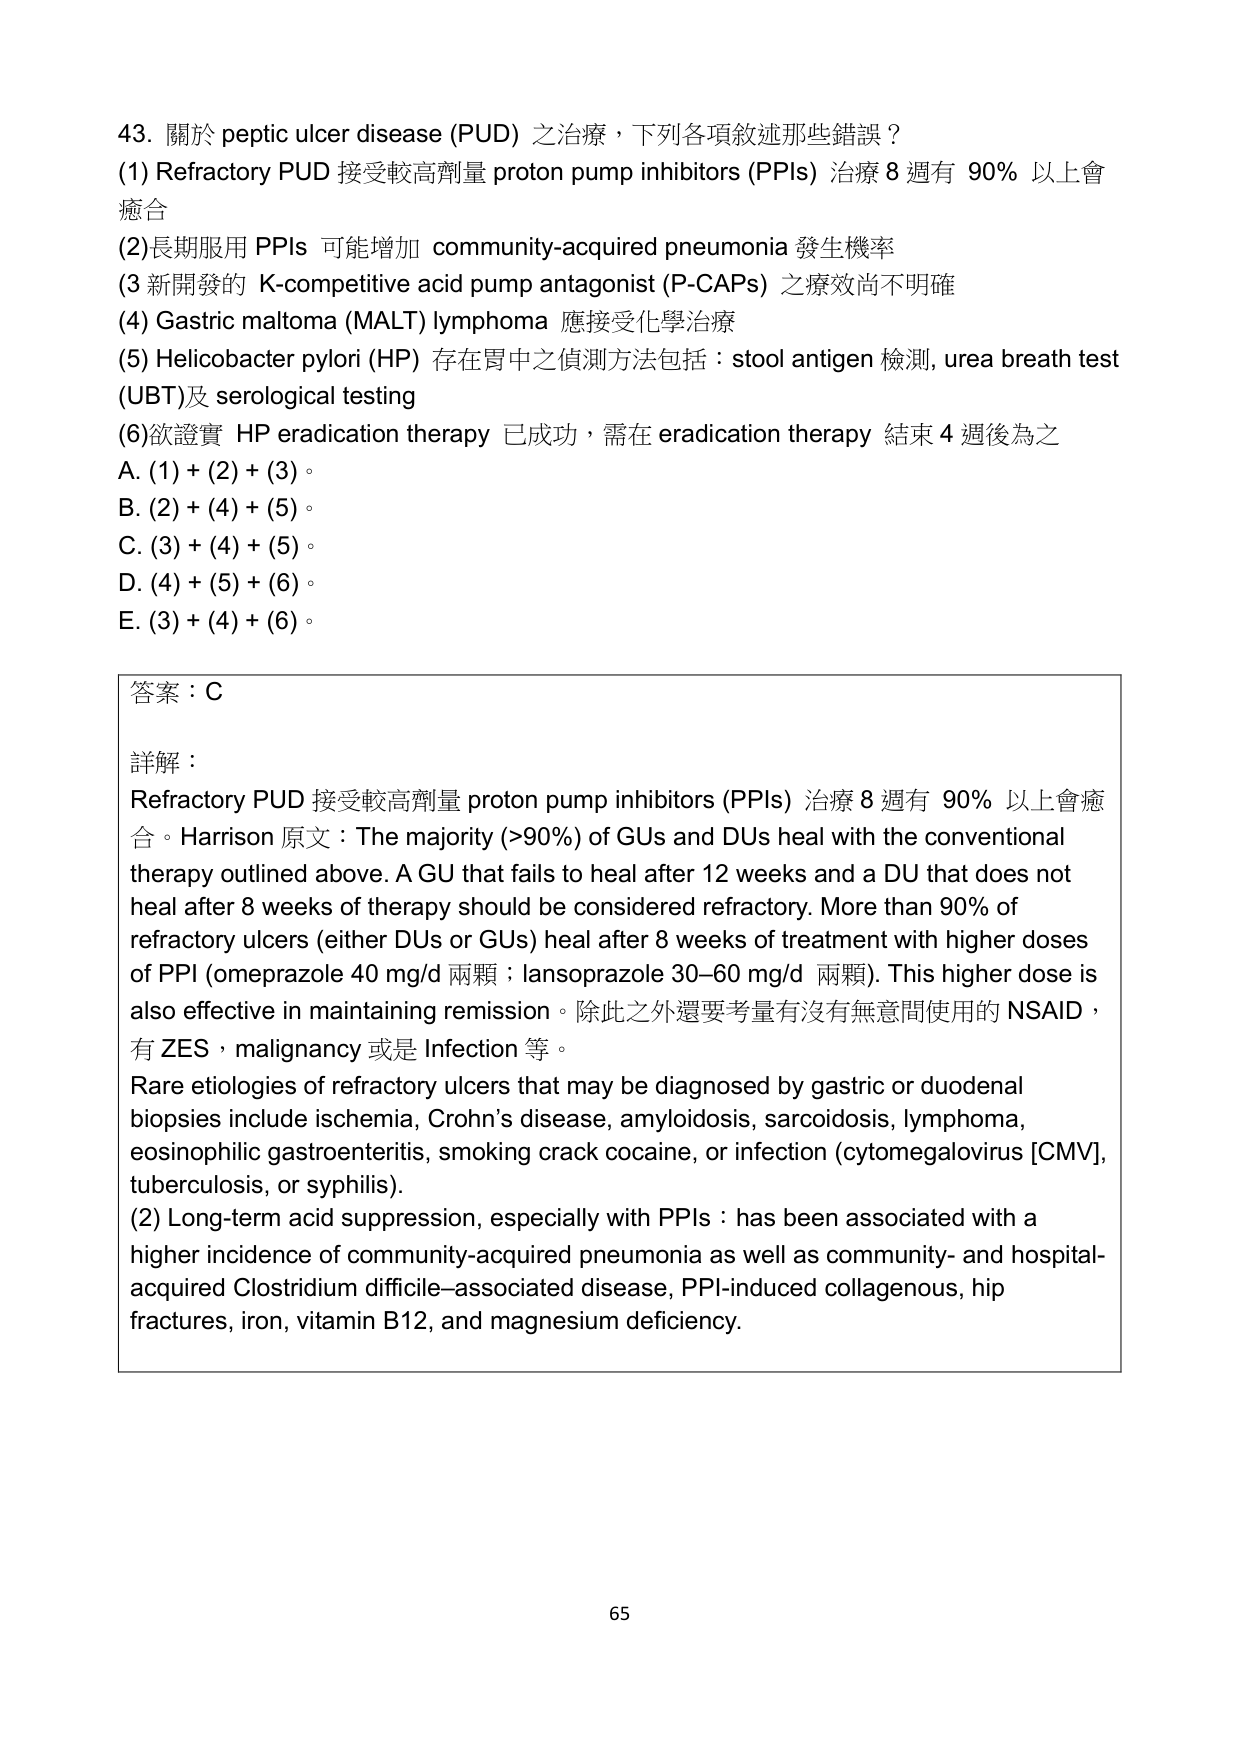 43. 關於 peptic ulcer disease (PUD) 之治療，下列各項敘述那些錯誤？
(1) Refractory PUD 接受較高劑量 proton pump inhibitors (PPIs) 治療 8 週有 90% 以上會
癒合
(2)長期服用 PPIs 可能增加 community-acquired pneumonia 發生機率
(3 新開發的 K-competitive acid pump antagonist (P-CAPs) 之療效尚不明確
(4) Gastric maltoma (MALT) lymphoma 應接受化學治療
(5) Helicobacter pylori (HP) 存在胃中之偵測方法包括：stool antigen 檢測, urea breath test
(UBT)及 serological testing
(6)欲證實 HP eradication therapy 已成功，需在 eradication therapy 結束 4 週後為之
A. (1) + (2) + (3)。
B. (2) + (4) + (5)。
C. (3) + (4) + (5)。
D. (4) + (5) + (6)。
E. (3) + (4) + (6)。
答案：C
詳解：
Refractory PUD 接受較高劑量 proton pump inhibitors (PPIs) 治療 8 週有 90% 以上會癒
合。Harrison 原文：The majority (>90%) of GUs and DUs heal with the conventional
therapy outlined above. A GU that fails to heal after 12 weeks and a DU that does not
heal after 8 weeks of therapy should be considered refractory. More than 90% of
refractory ulcers (either DUs or GUs) heal after 8 weeks of treatment with higher doses
of PPI (omeprazole 40 mg/d 兩顆；lansoprazole 30–60 mg/d 兩顆). This higher dose is
also effective in maintaining remission。除此之外還要考量有沒有無意間使用的 NSAID，
有 ZES，malignancy 或是 Infection 等。
Rare etiologies of refractory ulcers that may be diagnosed by gastric or duodenal
biopsies include ischemia, Crohn’s disease, amyloidosis, sarcoidosis, lymphoma,
eosinophilic gastroenteritis, smoking crack cocaine, or infection (cytomegalovirus [CMV],
tuberculosis, or syphilis).
(2) Long-term acid suppression, especially with PPIs：has been associated with a
higher incidence of community-acquired pneumonia as well as community- and hospital-
acquired Clostridium difficile–associated disease, PPI-induced collagenous, hip
fractures, iron, vitamin B12, and magnesium deficiency.
65